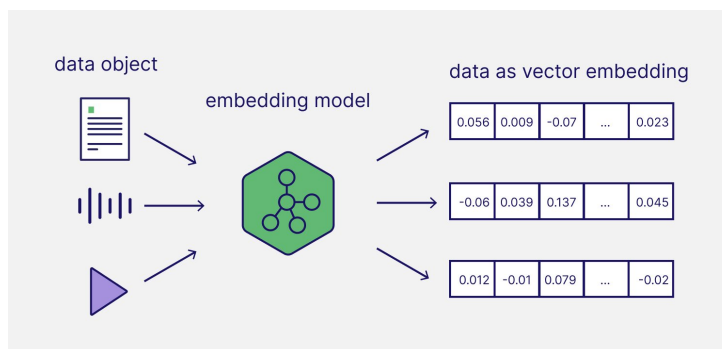 data object
embedding model
data as vector embedding
0.056 0.009 -0.07 ... 0.023
-0.06 0.039 0.137 ... 0.045
0.012 -0.01 0.079 ... -0.02